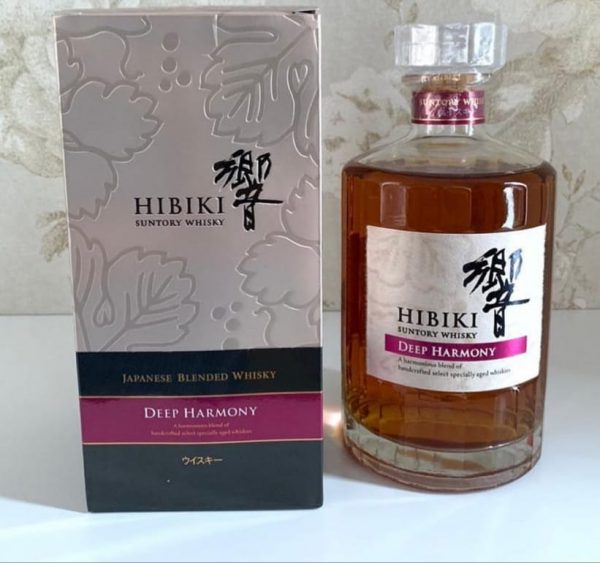 響
HIBIKI
SUNTORY WHISKY
JAPANESE BLENDED WHISKY
DEEP HARMONY
A harmonious blend of
handcrafted select specially aged whiskies
ウイスキー
SUNTORY WHISKY
響
HIBIKI
SUNTORY WHISKY
DEEP HARMONY
A harmonious blend of
handcrafted select specially aged whiskies